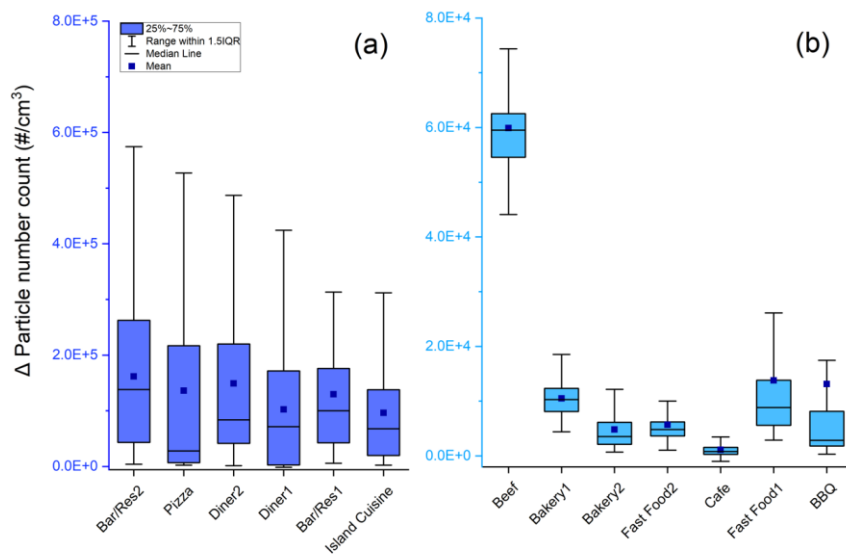 Δ Particle number count (#/cm³)
8.0E+5
6.0E+5
4.0E+5
2.0E+5
0.0E+0
25%~75%
Range within 1.5IQR
Median Line
Mean
(a)
Bar/Res2
Pizza
Diner2
Diner1
Bar/Res1
Island Cuisine
8.0E+4
6.0E+4
4.0E+4
2.0E+4
0.0E+0
(b)
Beef
Bakery1
Bakery2
Fast Food2
Cafe
Fast Food1
BBQ